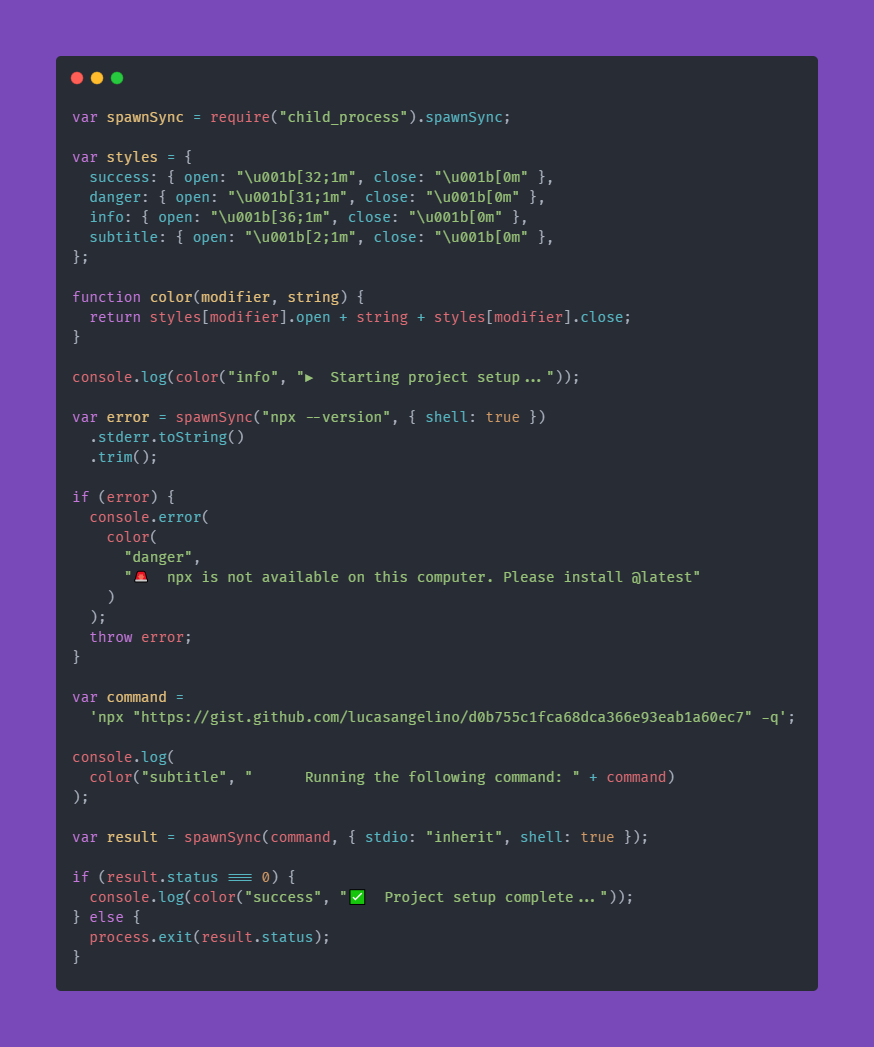 var spawnSync = require("child_process").spawnSync;

var styles = {
  success: { open: "\u001b[32;1m", close: "\u001b[0m" },
  danger: { open: "\u001b[31;1m", close: "\u001b[0m" },
  info: { open: "\u001b[36;1m", close: "\u001b[0m" },
  subtitle: { open: "\u001b[2;1m", close: "\u001b[0m" },
};

function color(modifier, string) {
  return styles[modifier].open + string + styles[modifier].close;
}

console.log(color("info", "▶  Starting project setup..."));

var error = spawnSync("npx --version", { shell: true })
  .stderr.toString()
  .trim();

if (error) {
  console.error(
    color(
      "danger",
      "🚨  npx is not available on this computer. Please install @latest"
    )
  );
  throw error;
}

var command =
  'npx "https://gist.github.com/lucasangelino/d0b755c1fca68dca366e93eab1a60ec7" -q';

console.log(
  color("subtitle", "      Running the following command: " + command)
);

var result = spawnSync(command, { stdio: "inherit", shell: true });

if (result.status === 0) {
  console.log(color("success", "✅  Project setup complete..."));
} else {
  process.exit(result.status);
}